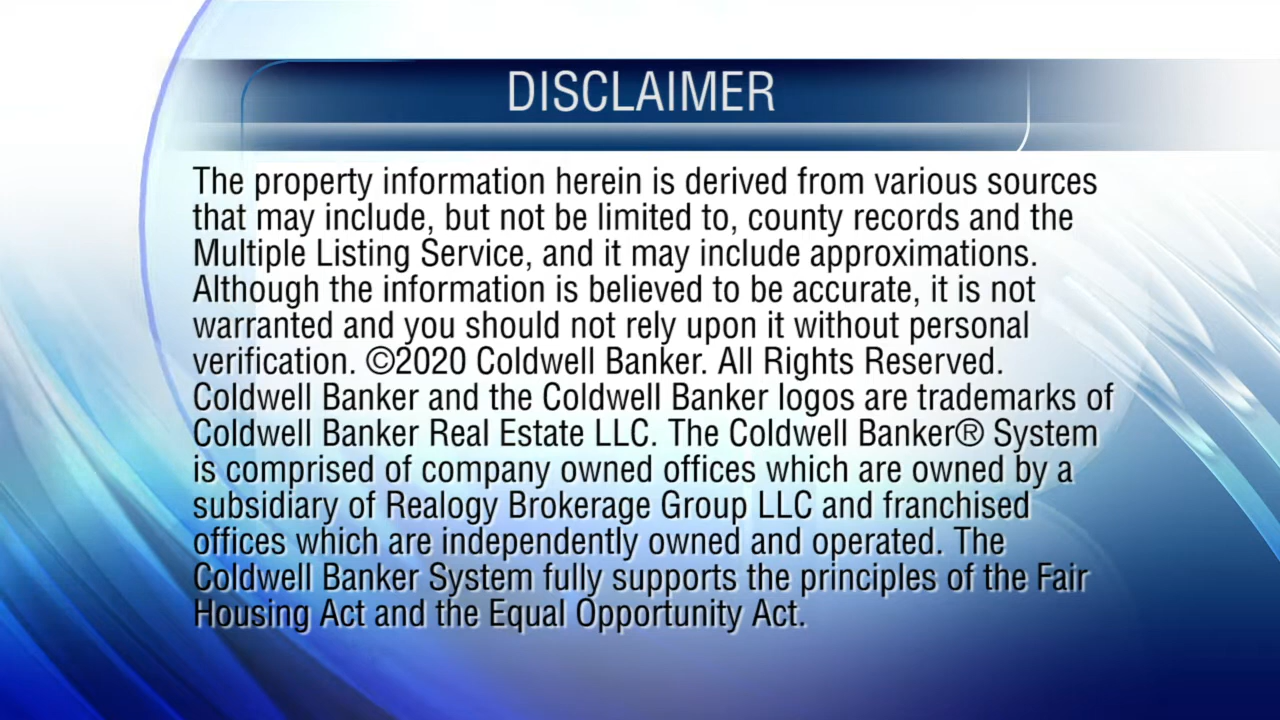 DISCLAIMER
The property information herein is derived from various sources
that may include, but not be limited to, county records and the
Multiple Listing Service, and it may include approximations.
Although the information is believed to be accurate, it is not
warranted and you should not rely upon it without personal
verification. ©2020 Coldwell Banker. All Rights Reserved.
Coldwell Banker and the Coldwell Banker logos are trademarks of
Coldwell Banker Real Estate LLC. The Coldwell Banker® System
is comprised of company owned offices which are owned by a
subsidiary of Realogy Brokerage Group LLC and franchised
offices which are independently owned and operated. The
Coldwell Banker System fully supports the principles of the Fair
Housing Act and the Equal Opportunity Act.